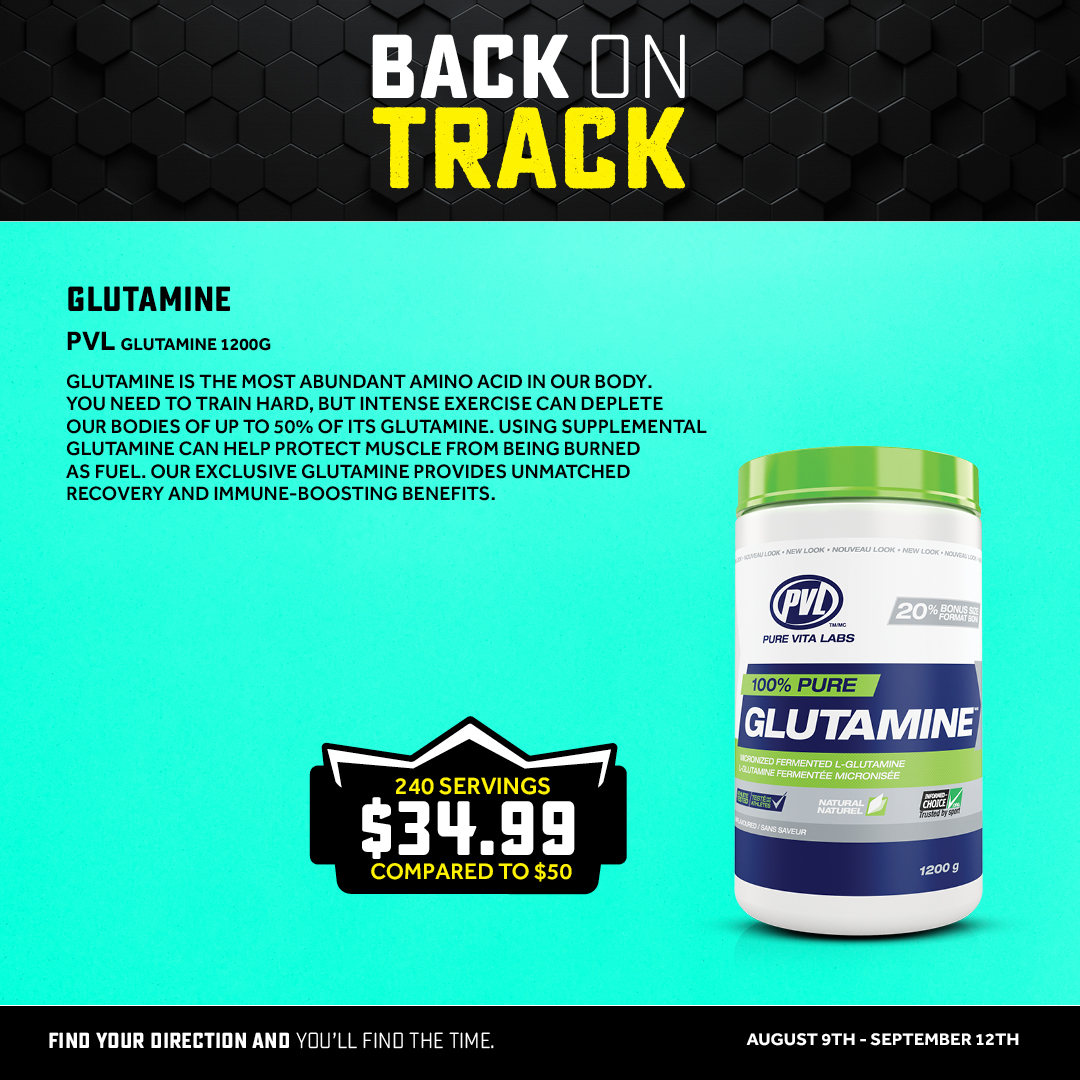 BACK ON
TRACK
GLUTAMINE
PVL GLUTAMINE 1200G
GLUTAMINE IS THE MOST ABUNDANT AMINO ACID IN OUR BODY.
YOU NEED TO TRAIN HARD, BUT INTENSE EXERCISE CAN DEPLETE
OUR BODIES OF UP TO 50% OF ITS GLUTAMINE. USING SUPPLEMENTAL
GLUTAMINE CAN HELP PROTECT MUSCLE FROM BEING BURNED
AS FUEL. OUR EXCLUSIVE GLUTAMINE PROVIDES UNMATCHED
RECOVERY AND IMMUNE-BOOSTING BENEFITS.
NOUVEAU LOOK • NEW LOOK • NOUVEAU LOOK • NEW LOOK • NOUVEAU
PVL
TM/MC
PURE VITA LABS
20% BONUS SIZE
FORMAT BONI
100% PURE
GLUTAMINE™
MICRONIZED FERMENTED L-GLUTAMINE
L-GLUTAMINE FERMENTÉE MICRONISÉE
NATURAL
NATUREL
INFORMED-
CHOICE
Trusted by sport
/ SANS SAVEUR
1200 g
240 SERVINGS
$34.99
COMPARED TO $50
FIND YOUR DIRECTION AND YOU'LL FIND THE TIME.
AUGUST 9TH - SEPTEMBER 12TH